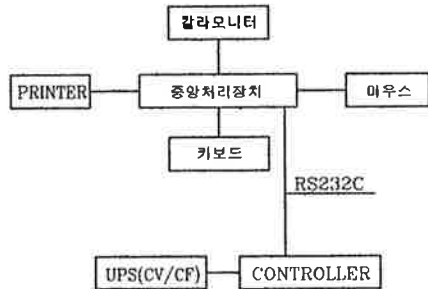 칼라모니터
PRINTER
중앙처리장치
마우스
키보드
RS232C
UPS(CV/CF)
CONTROLLER